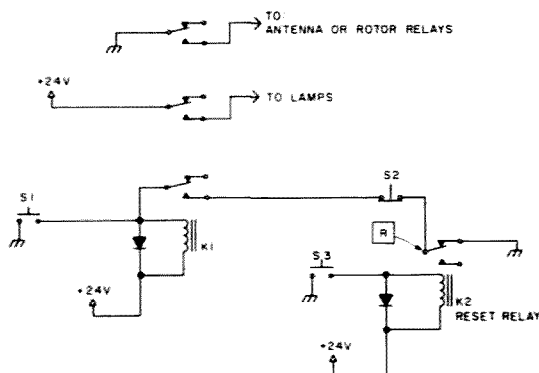 TO:
ANTENNA OR ROTOR RELAYS
+24V
TO LAMPS
S1
S2
R
K1
S3
+24V
K2
RESET RELAY
+24V